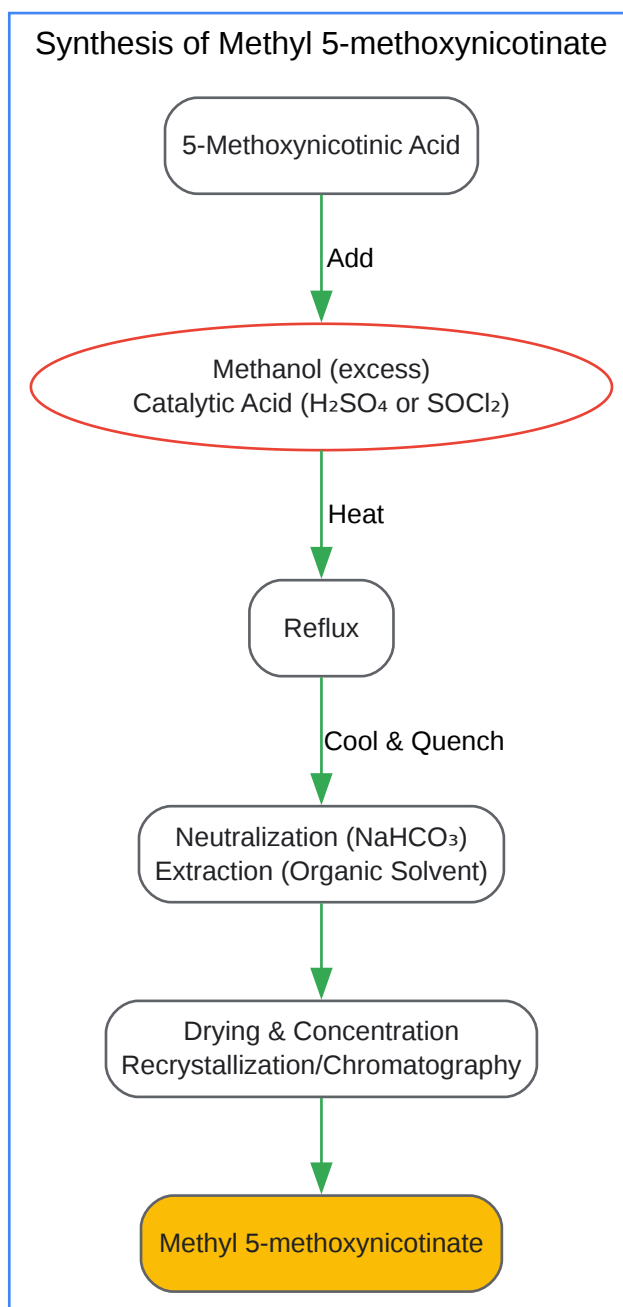 Synthesis of Methyl 5-methoxynicotinate
5-Methoxynicotinic Acid
Add
Methanol (excess)
Catalytic Acid (H₂SO₄ or SOCl₂)
Heat
Reflux
Cool & Quench
Neutralization (NaHCO₃)
Extraction (Organic Solvent)
Drying & Concentration
Recrystallization/Chromatography
Methyl 5-methoxynicotinate